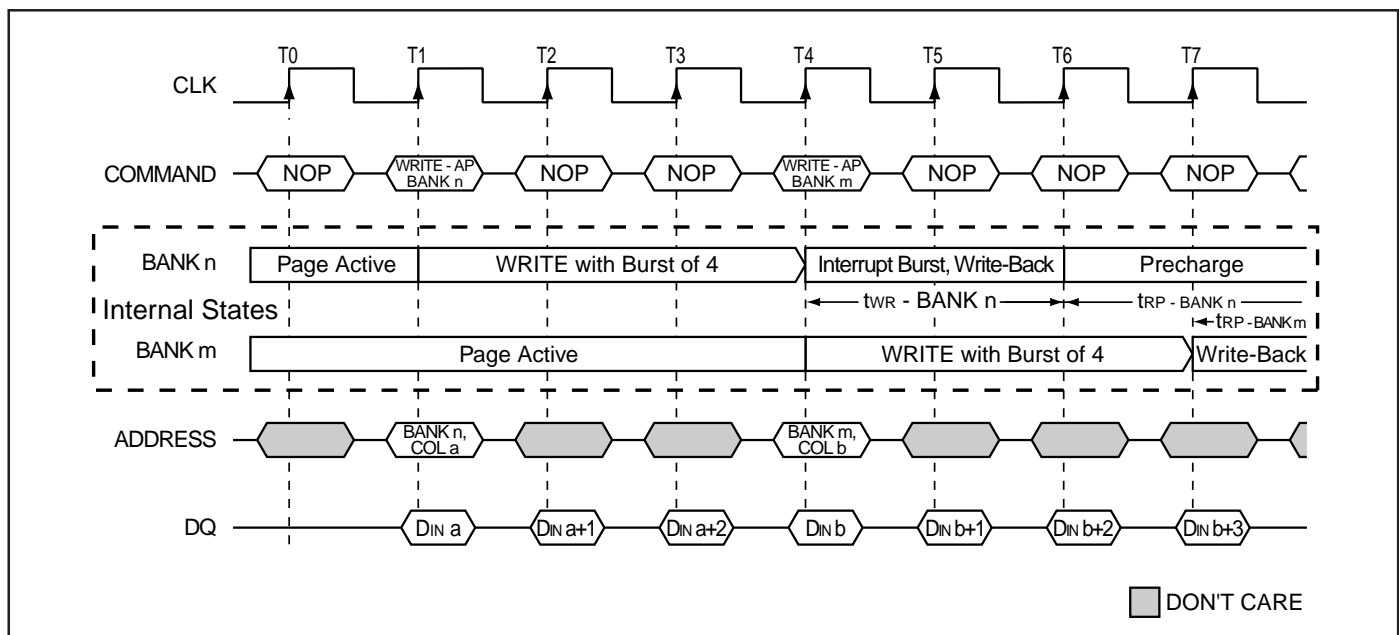 T0 T1 T2 T3 T4 T5 T6 T7
CLK
COMMAND NOP WRITE - AP BANK n NOP NOP WRITE - AP BANK m NOP NOP NOP
BANK n Page Active WRITE with Burst of 4 Interrupt Burst, Write-Back Precharge
Internal States tWR - BANK n tRP - BANK n
tRP - BANK m
BANK m Page Active WRITE with Burst of 4 Write-Back
ADDRESS BANK n, COL a BANK m, COL b
DQ DIN a DIN a+1 DIN a+2 DIN b DIN b+1 DIN b+2 DIN b+3
DON'T CARE